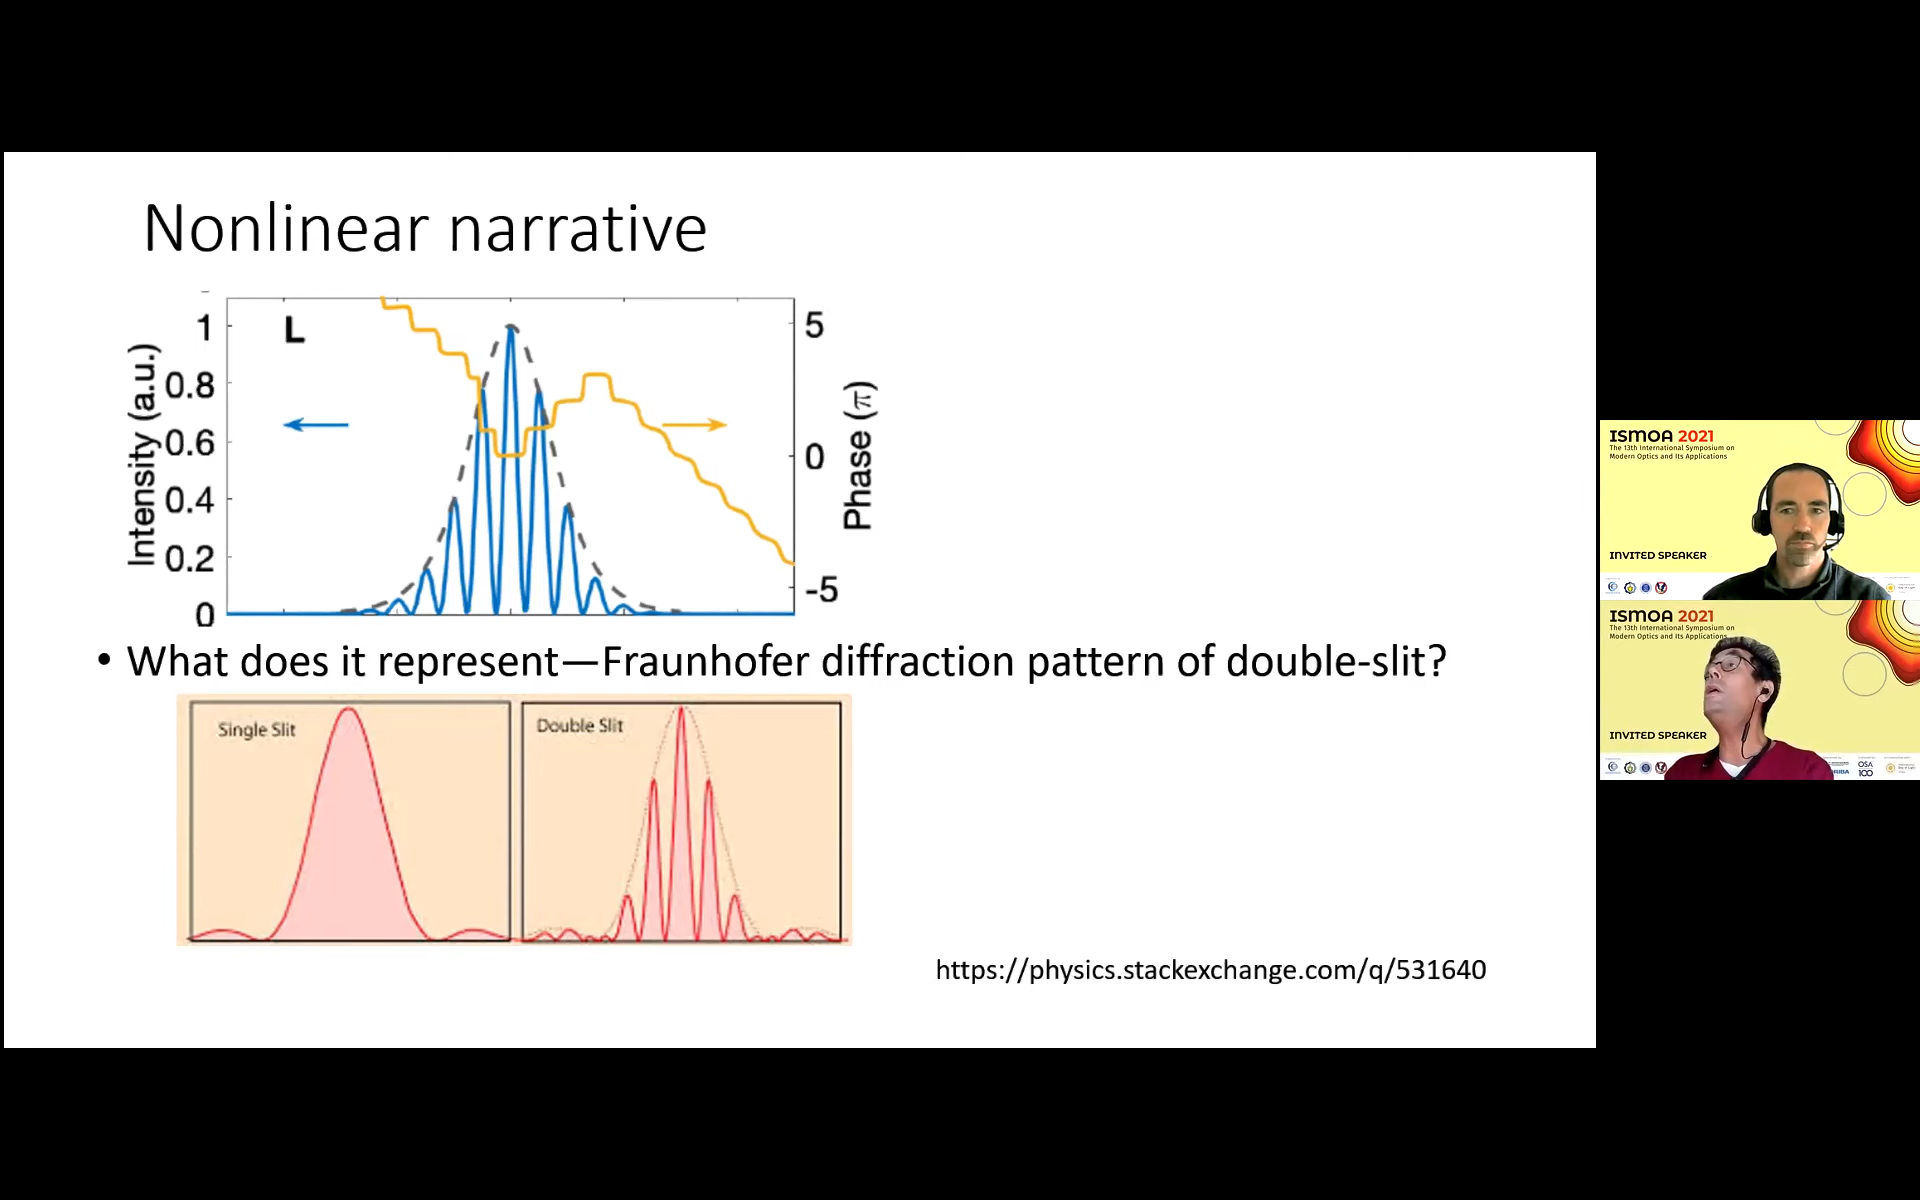 Nonlinear narrative
L
Intensity (a.u.)
1
0.8
0.6
0.4
0.2
0
Phase (π)
5
0
-5
• What does it represent—Fraunhofer diffraction pattern of double-slit?
Single Slit
Double Slit
https://physics.stackexchange.com/q/531640
ISMOA 2021
The 13th International Symposium on
Modern Optics and Its Applications
INVITED SPEAKER
ISMOA 2021
The 13th International Symposium on
Modern Optics and Its Applications
INVITED SPEAKER
OSA
100